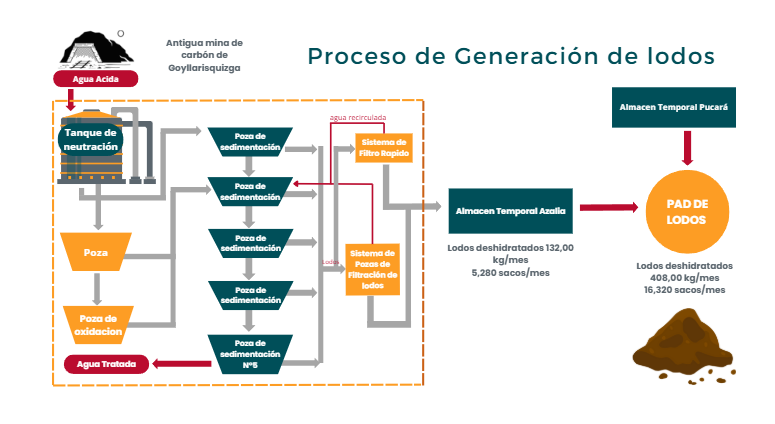 Proceso de Generación de lodos
Antigua mina de
carbón de
Goyllarisquizga
Agua Acida
Tanque de
neutración
Poza
Poza de
oxidacion
Agua Tratada
Poza de
sedimentación
Poza de
sedimentación
Poza de
sedimentación
Poza de
sedimentación
Poza de
sedimentación
Nº5
agua recirculada
Sistema de
Filtro Rapido
Lodos
Sistema de
Pozas de
Filtración de
lodos
Almacen Temporal Azalia
Lodos deshidratados 132,00
kg/mes
5,280 sacos/mes
Almacen Temporal Pucará
PAD DE
LODOS
Lodos deshidratados
408,00 kg/mes
16,320 sacos/mes